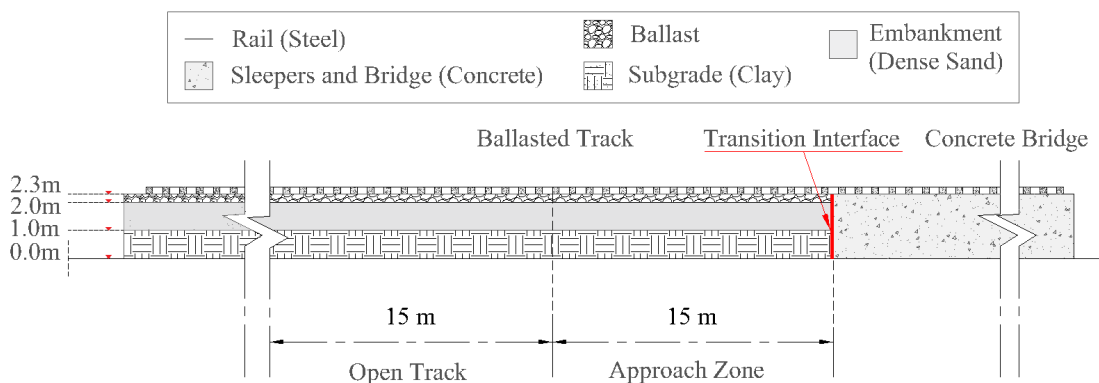 Rail (Steel)
Sleepers and Bridge (Concrete)
Ballast
Subgrade (Clay)
Embankment
(Dense Sand)
Ballasted Track
Transition Interface
Concrete Bridge
2.3m
2.0m
1.0m
0.0m
15 m
15 m
Open Track
Approach Zone